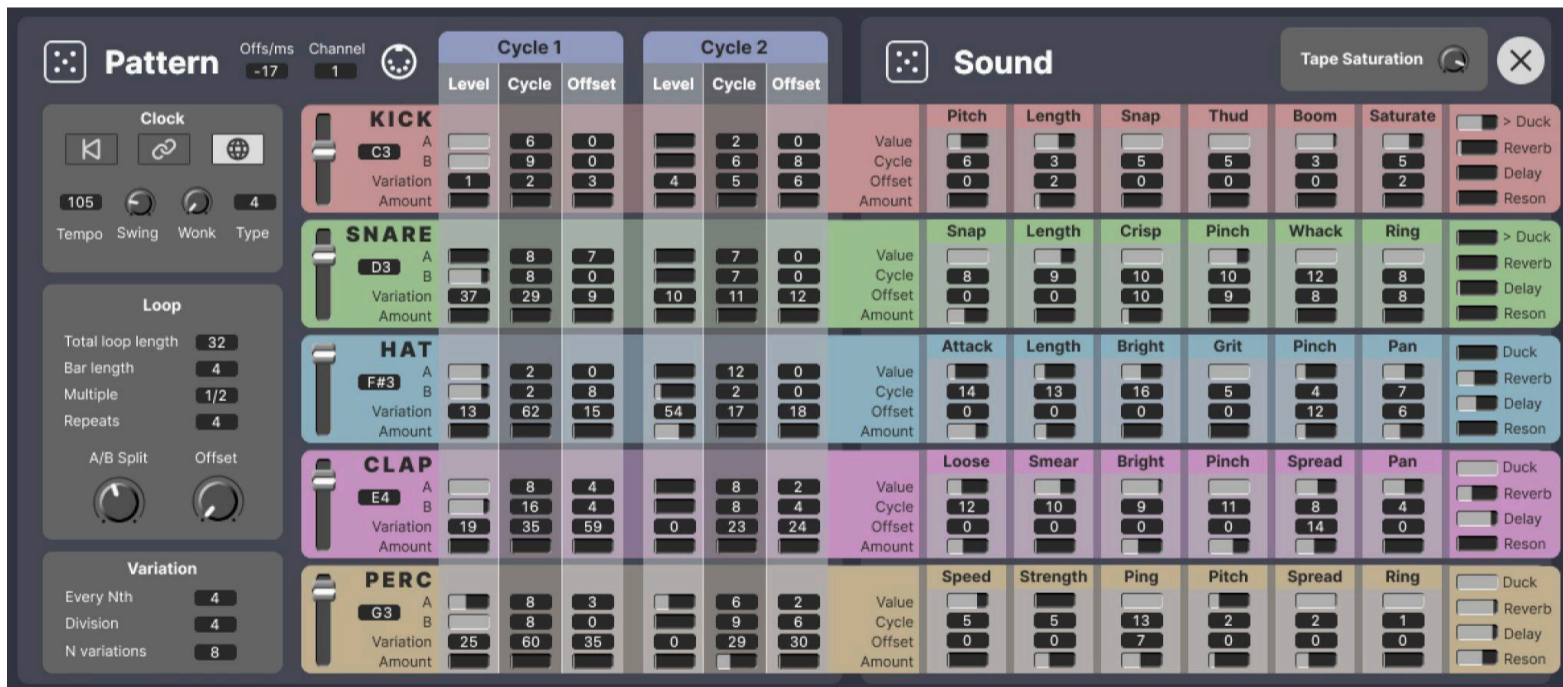 Pattern
Offs/ms Channel
-17 1
Cycle 1 Cycle 2
Level Cycle Offset Level Cycle Offset
Sound
Tape Saturation
Clock
105 4
Tempo Swing Wonk Type
Loop
Total loop length 32
Bar length 4
Multiple 1/2
Repeats 4
A/B Split Offset
Variation
Every Nth 4
Division 4
N variations 8
KICK
C3
A 6 0 2 0
B 9 0 6 8
Variation 1 2 3 4 5 6
Amount
Pitch Length Snap Thud Boom Saturate
Value
Cycle 6 3 5 5 3 5
Offset 0 2 0 0 0 2
Amount
> Duck
Reverb
Delay
Reson
SNARE
D3
A 8 7 7 0
B 8 0 7 0
Variation 37 29 9 10 11 12
Amount
Snap Length Crisp Pinch Whack Ring
Value
Cycle 8 9 10 10 12 8
Offset 0 0 10 9 8 8
Amount
> Duck
Reverb
Delay
Reson
HAT
F#3
A 2 0 12 0
B 2 8 2 0
Variation 13 62 15 54 17 18
Amount
Attack Length Bright Grit Pinch Pan
Value
Cycle 14 13 16 5 4 7
Offset 0 0 0 0 12 6
Amount
Duck
Reverb
Delay
Reson
CLAP
E4
A 8 4 8 2
B 16 4 8 4
Variation 19 35 59 0 23 24
Amount
Loose Smear Bright Pinch Spread Pan
Value
Cycle 12 10 9 11 8 4
Offset 0 0 0 0 14 0
Amount
Duck
Reverb
Delay
Reson
PERC
G3
A 8 3 6 2
B 8 0 9 6
Variation 25 60 35 0 29 30
Amount
Speed Strength Ping Pitch Spread Ring
Value
Cycle 5 5 13 2 2 1
Offset 0 0 7 0 0 0
Amount
Duck
Reverb
Delay
Reson